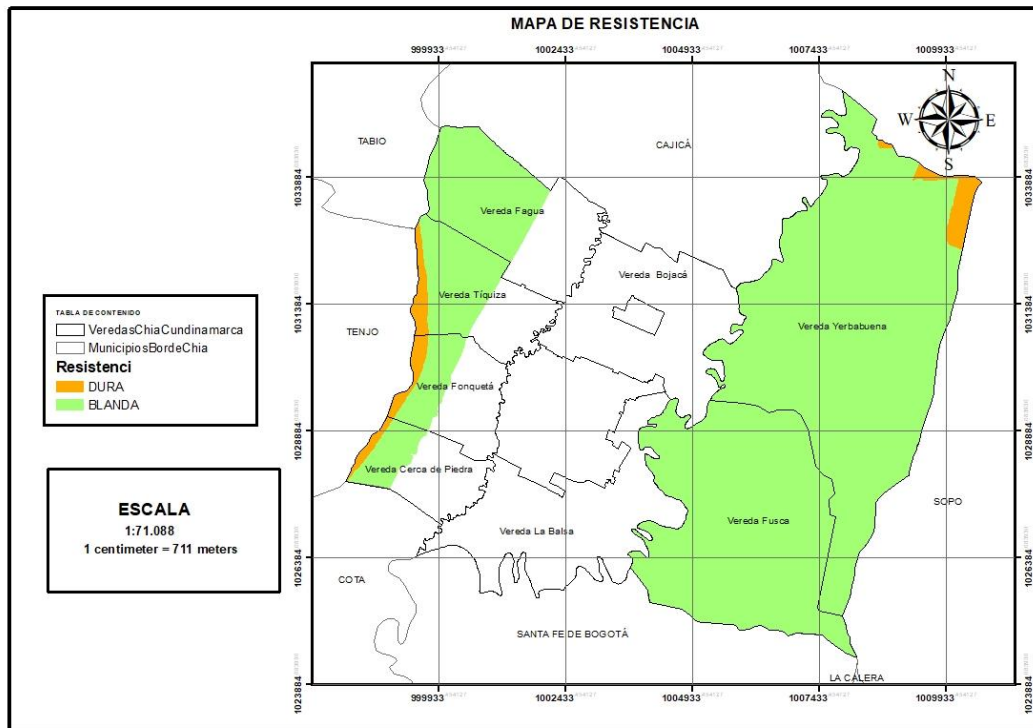 MAPA DE RESISTENCIA
999933
1002433
1004933
1007433
1009933
N
W E
S
TABIO
CAJICÁ
1033884
1033884
Vereda Fagua
Vereda Bojacá
Vereda Tíquiza
1031384
1031384
TENJO
Vereda Yerbabuena
TABLA DE CONTENIDO
VeredasChiaCundinamarca
MunicipiosBordeChia
Resistenci
DURA
BLANDA
Vereda Fonquetá
1028884
1028884
Vereda Cerca de Piedra
SOPO
ESCALA
1:71.088
1 centimeter = 711 meters
Vereda Fusca
Vereda La Balsa
1026384
1026384
COTA
SANTA FE DE BOGOTÁ
LA CALERA
1023884
1023884
999933
1002433
1004933
1007433
1009933